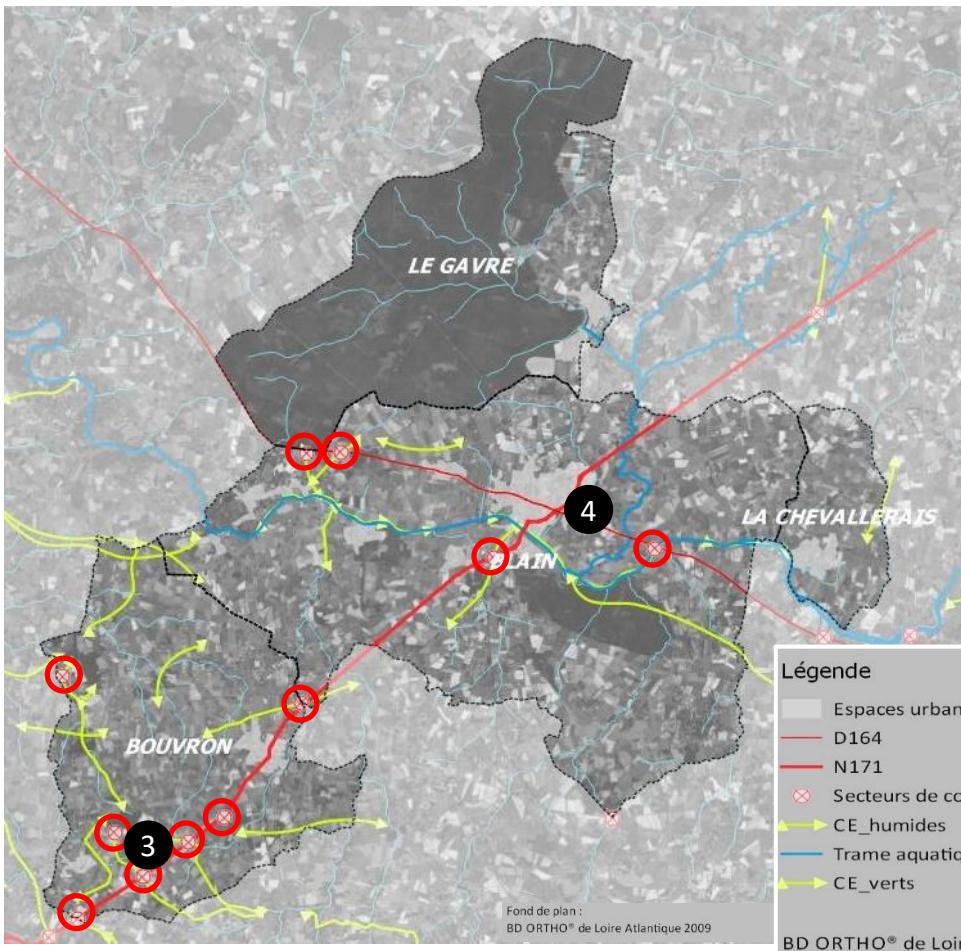 LE GAVRE
4
LA CHEVALLERAIS
BLAIN
BOUVRON
3
Légende
Espaces urban
D164
N171
Secteurs de co
CE_humides
Trame aquatiq
CE_verts
BD ORTHO® de Loir
Fond de plan :
BD ORTHO® de Loire Atlantique 2009